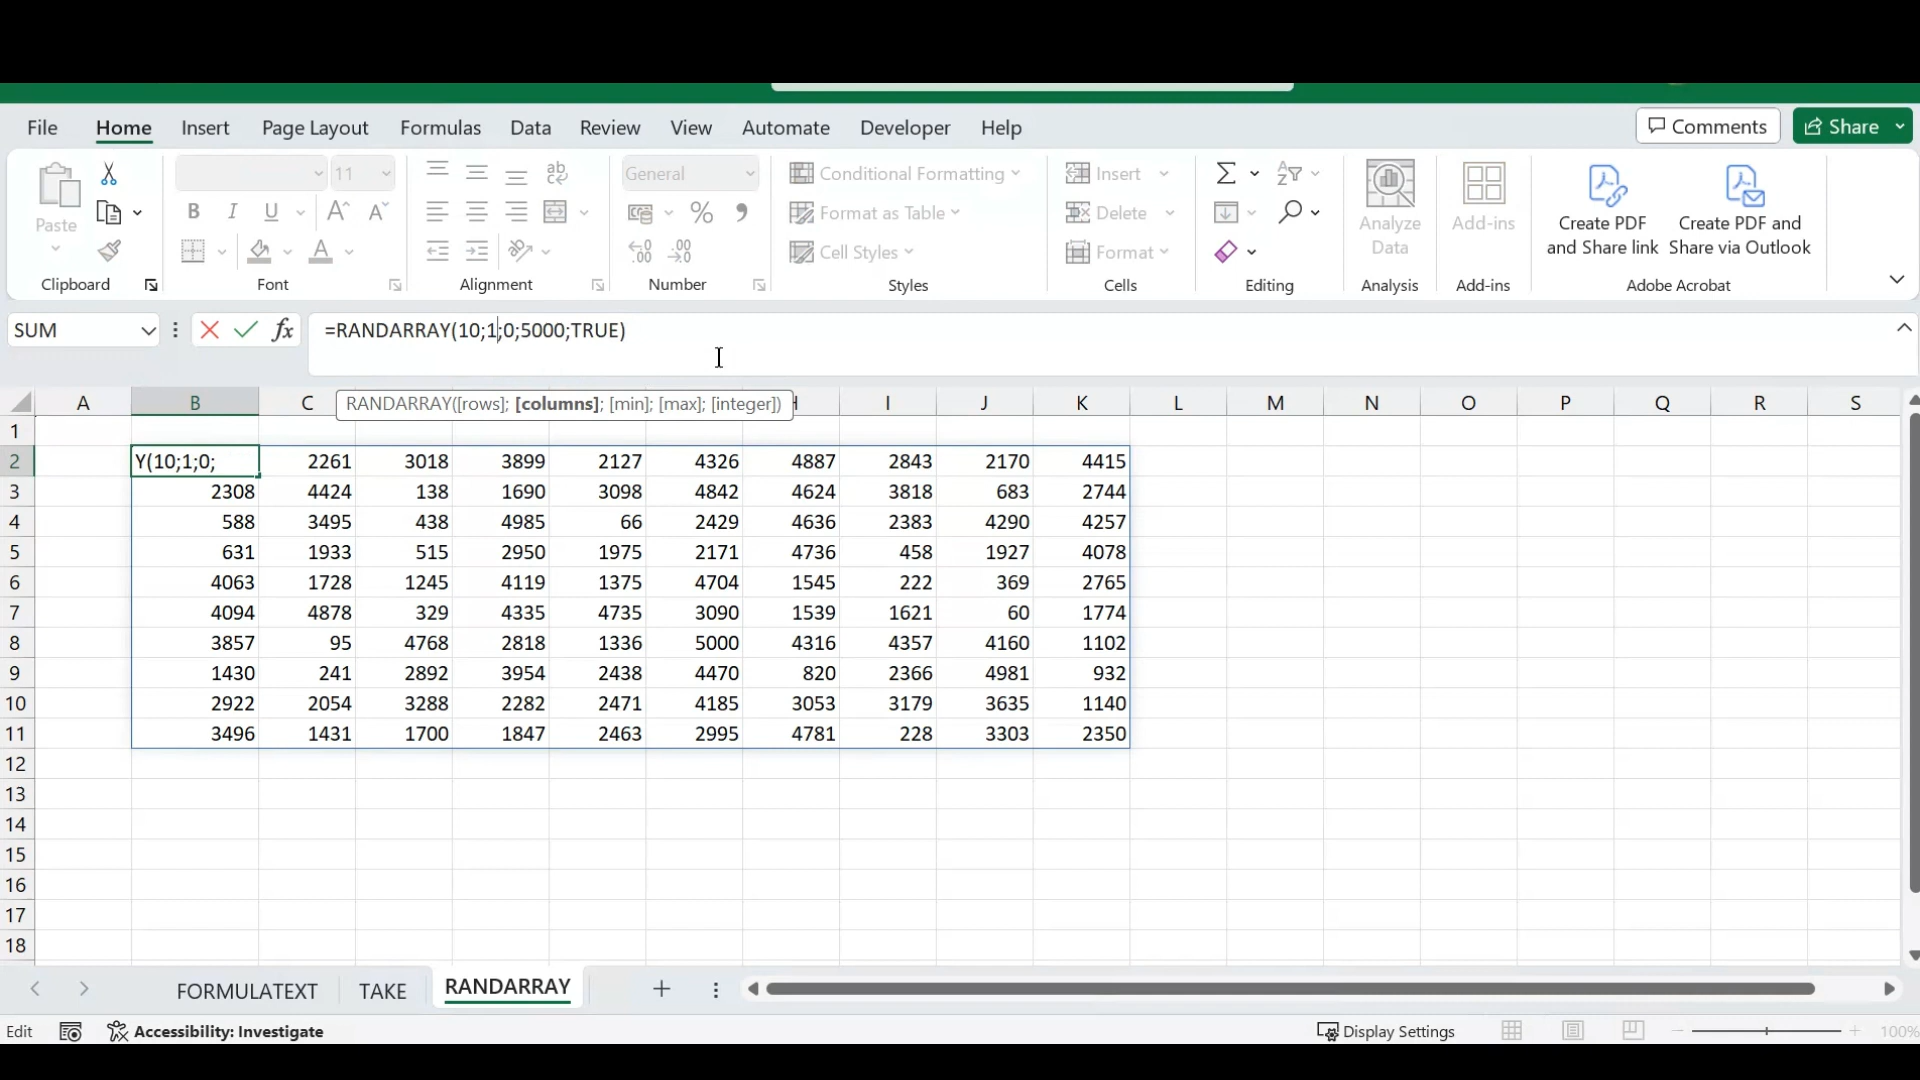 File Home Insert Page Layout Formulas Data Review View Automate Developer Help Comments Share
Paste
Clipboard
11
B I U A A
A
Font
ab
Alignment
General
%
Number
Conditional Formatting
Format as Table
Cell Styles
Styles
Insert
Delete
Format
Cells
Editing
Analyze
Data
Analysis
Add-ins
Add-ins
Create PDF
and Share link
Create PDF and
Share via Outlook
Adobe Acrobat
SUM fx =RANDARRAY(10;1;0;5000;TRUE)
RANDARRAY([rows]; [columns]; [min]; [max]; [integer])
A B C H I J K L M N O P Q R S
1
2 Y(10;1;0; 2261 3018 3899 2127 4326 4887 2843 2170 4415
3 2308 4424 138 1690 3098 4842 4624 3818 683 2744
4 588 3495 438 4985 66 2429 4636 2383 4290 4257
5 631 1933 515 2950 1975 2171 4736 458 1927 4078
6 4063 1728 1245 4119 1375 4704 1545 222 369 2765
7 4094 4878 329 4335 4735 3090 1539 1621 60 1774
8 3857 95 4768 2818 1336 5000 4316 4357 4160 1102
9 1430 241 2892 3954 2438 4470 820 2366 4981 932
10 2922 2054 3288 2282 2471 4185 3053 3179 3635 1140
11 3496 1431 1700 1847 2463 2995 4781 228 3303 2350
12
13
14
15
16
17
18
FORMULATEXT TAKE RANDARRAY
Edit Accessibility: Investigate Display Settings 100%